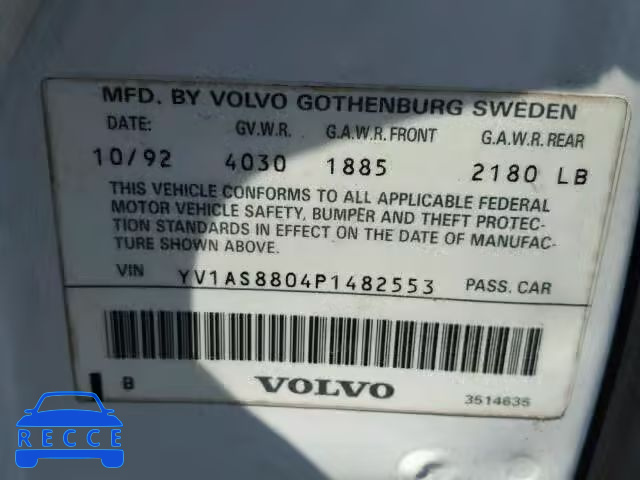 MFD. BY VOLVO GOTHENBURG SWEDEN
DATE: G.V.W.R. G.A.W.R. FRONT G.A.W.R. REAR
10/92 4030 1885 2180 LB
THIS VEHICLE CONFORMS TO ALL APPLICABLE FEDERAL
MOTOR VEHICLE SAFETY, BUMPER AND THEFT PROTEC-
TION STANDARDS IN EFFECT ON THE DATE OF MANUFAC-
TURE SHOWN ABOVE.
VIN YV1AS8804P1482553 PASS. CAR
B VOLVO 3514635
RECCE